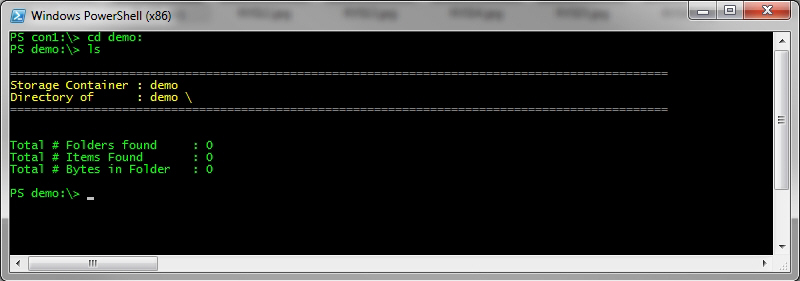 Windows PowerShell (x86)
PS con1:\> cd demo:
PS demo:\> ls
==============================================================================================
Storage Container : demo
Directory of      : demo \
==============================================================================================
Total # Folders found     : 0
Total # Items Found       : 0
Total # Bytes in Folder   : 0
PS demo:\>